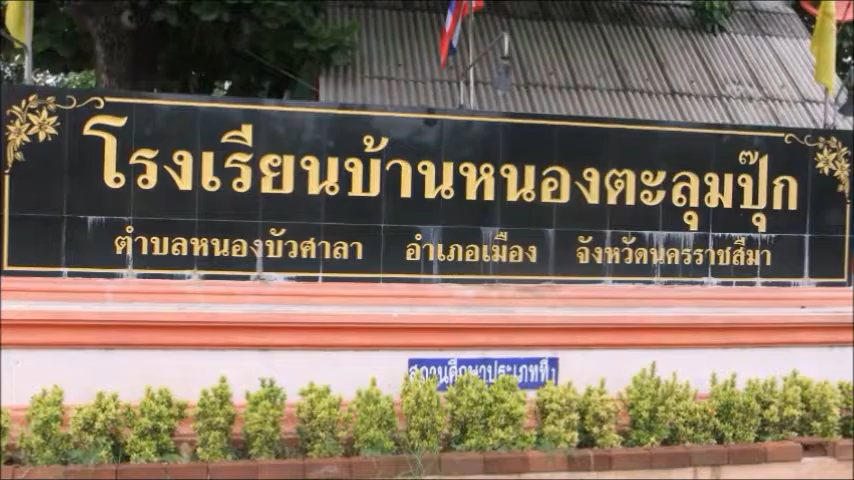 โรงเรียนบ้านหนองตะลุมปุ๊ก
ตำบลหนองบัวศาลา อำเภอเมือง จังหวัดนครราชสีมา
สถานศึกษาประเภทที่ 1